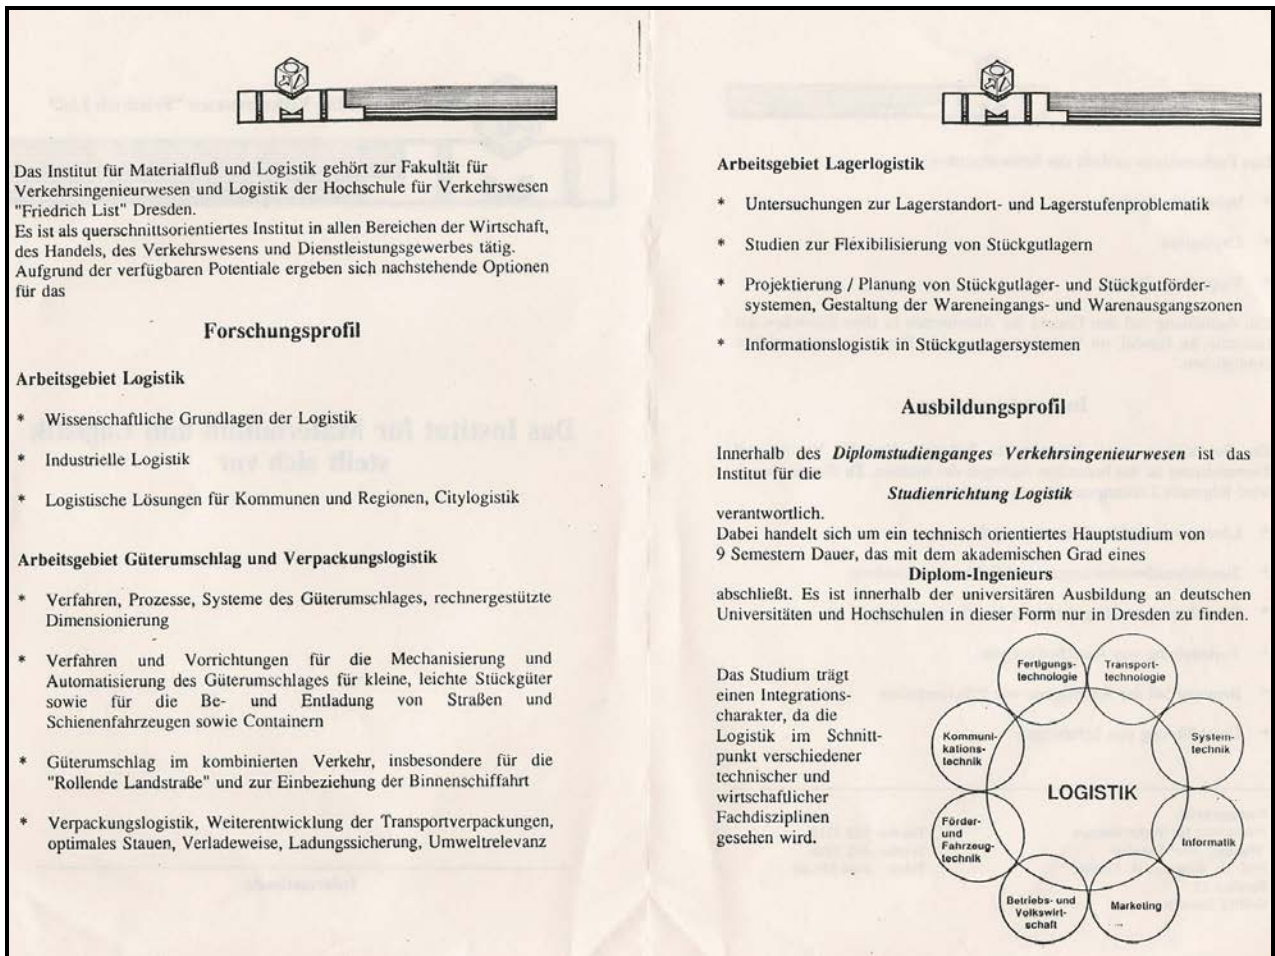 Das Institut für Materialfluß und Logistik gehört zur Fakultät für
Verkehrsingenieurwesen und Logistik der Hochschule für Verkehrswesen
"Friedrich List" Dresden.
Es ist als querschnittsorientiertes Institut in allen Bereichen der Wirtschaft,
des Handels, des Verkehrswesens und Dienstleistungsgewerbes tätig.
Aufgrund der verfügbaren Potentiale ergeben sich nachstehende Optionen
für das
Forschungsprofil
Arbeitsgebiet Logistik
* Wissenschaftliche Grundlagen der Logistik
* Industrielle Logistik
* Logistische Lösungen für Kommunen und Regionen, Citylogistik
Arbeitsgebiet Güterumschlag und Verpackungslogistik
* Verfahren, Prozesse, Systeme des Güterumschlages, rechnergestützte
Dimensionierung
* Verfahren und Vorrichtungen für die Mechanisierung und
Automatisierung des Güterumschlages für kleine, leichte Stückgüter
sowie für die Be- und Entladung von Straßen und
Schienenfahrzeugen sowie Containern
* Güterumschlag im kombinierten Verkehr, insbesondere für die
"Rollende Landstraße" und zur Einbeziehung der Binnenschiffahrt
* Verpackungslogistik, Weiterentwicklung der Transportverpackungen,
optimales Stauen, Verladeweise, Ladungssicherung, Umweltrelevanz
Arbeitsgebiet Lagerlogistik
* Untersuchungen zur Lagerstandort- und Lagerstufenproblematik
* Studien zur Flexibilisierung von Stückgutlagern
* Projektierung / Planung von Stückgutlager- und Stückgutförder-
systemen, Gestaltung der Wareneingangs- und Warenausgangszonen
* Informationslogistik in Stückgutlagersystemen
Ausbildungsprofil
Innerhalb des Diplomstudienganges Verkehrsingenieurwesen ist das
Institut für die
Studienrichtung Logistik
verantwortlich.
Dabei handelt sich um ein technisch orientiertes Hauptstudium von
9 Semestern Dauer, das mit dem akademischen Grad eines
Diplom-Ingenieurs
abschließt. Es ist innerhalb der universitären Ausbildung an deutschen
Universitäten und Hochschulen in dieser Form nur in Dresden zu finden.
Das Studium trägt
einen Integrations-
charakter, da die
Logistik im Schnitt-
punkt verschiedener
technischer und
wirtschaftlicher
Fachdisziplinen
gesehen wird.
Fertigungs-
technologie
Transport-
technologie
Kommuni-
kations-
technik
System-
technik
LOGISTIK
Förder-
und
Fahrzeug-
technik
Informatik
Betriebs- und
Volkswirt-
schaft
Marketing